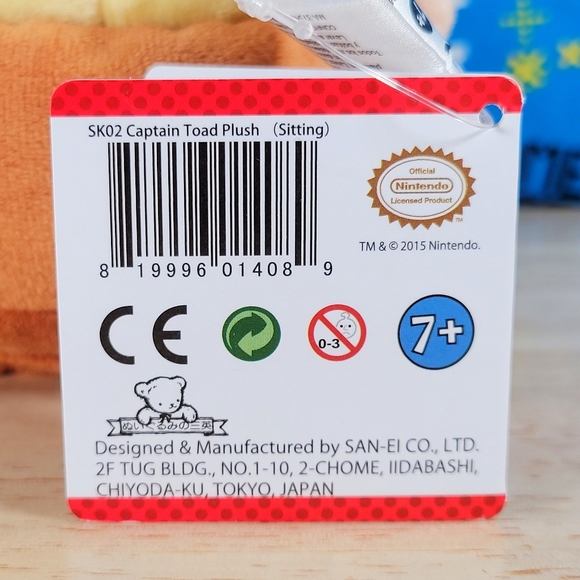 SK02 Captain Toad Plush （Sitting）
8 19996 01408 9
Official
Nintendo
Licensed Product
TM
TM & © 2015 Nintendo.
CE
0-3
7+
ぬいぐるみの三英
Designed & Manufactured by SAN-EI CO., LTD.
2F TUG BLDG., NO.1-10, 2-CHOME, IIDABASHI,
CHIYODA-KU, TOKYO, JAPAN